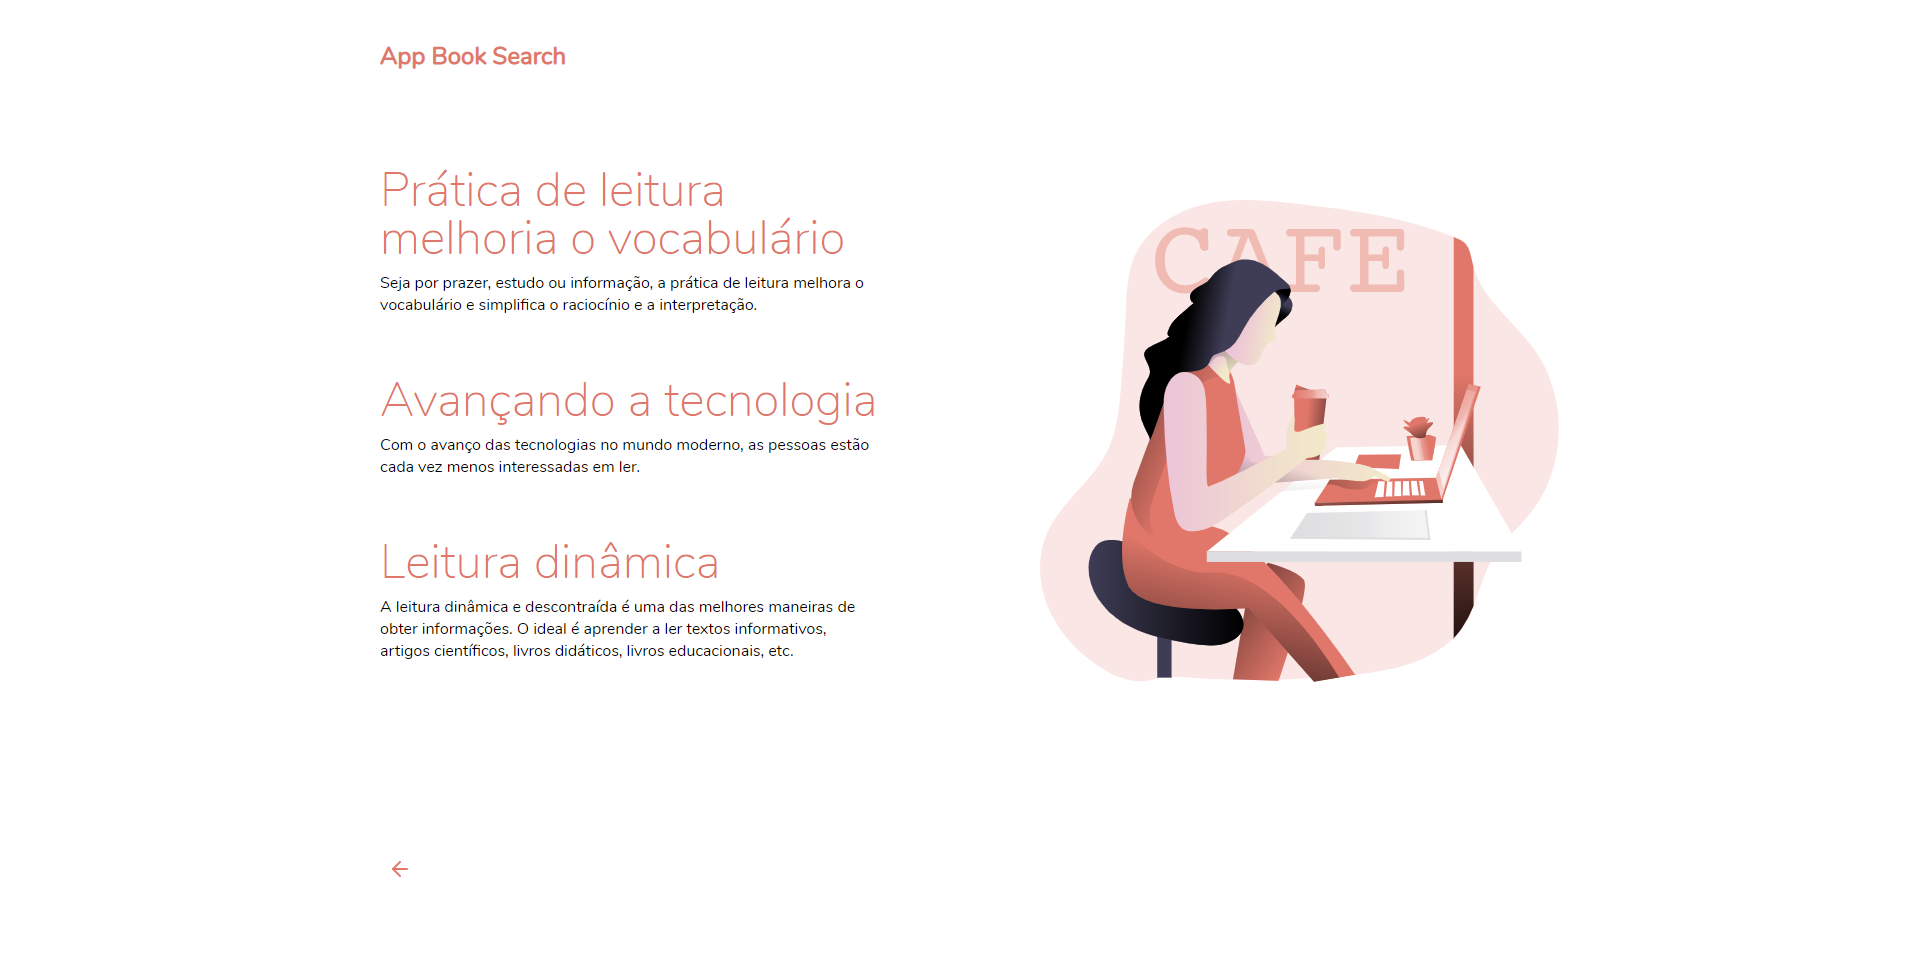 App Book Search
Prática de leitura
melhoria o vocabulário
Seja por prazer, estudo ou informação, a prática de leitura melhora o
vocabulário e simplifica o raciocínio e a interpretação.
Avançando a tecnologia
Com o avanço das tecnologias no mundo moderno, as pessoas estão
cada vez menos interessadas em ler.
Leitura dinâmica
A leitura dinâmica e descontraída é uma das melhores maneiras de
obter informações. O ideal é aprender a ler textos informativos,
artigos científicos, livros didáticos, livros educacionais, etc.
CAFE